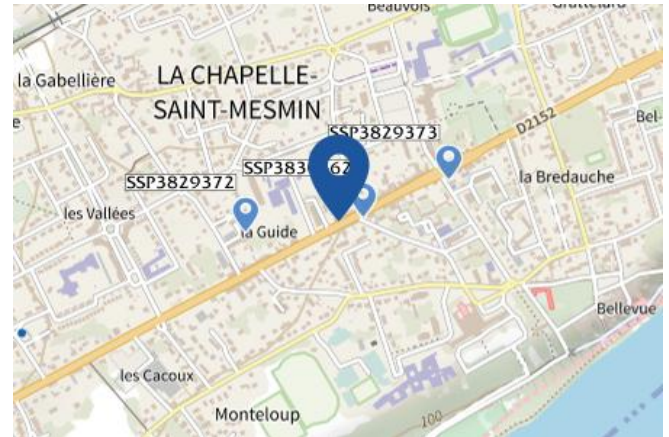 Beauvois
la Gabellière
LA CHAPELLE-
SAINT-MESMIN
D2152
Bel-
SSP3829373
SSP3829372
la Bredauche
les Vallées
la Guide
Bellevue
les Cacoux
Monteloup
100